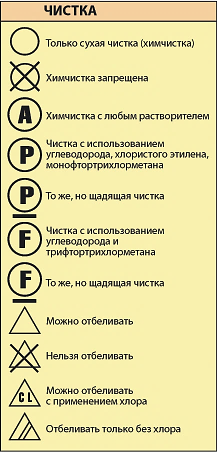 ЧИСТКА
Только сухая чистка (химчистка)
Химчистка запрещена
A
Химчистка с любым растворителем
P
Чистка с использованием
углеводорода, хлористого этилена,
монофтортрихлорметана
P
То же, но щадящая чистка
F
Чистка с использованием
углеводорода и
трифтортрихлорметана
F
То же, но щадящая чистка
Можно отбеливать
Нельзя отбеливать
CL
Можно отбеливать
с применением хлора
Отбеливать только без хлора